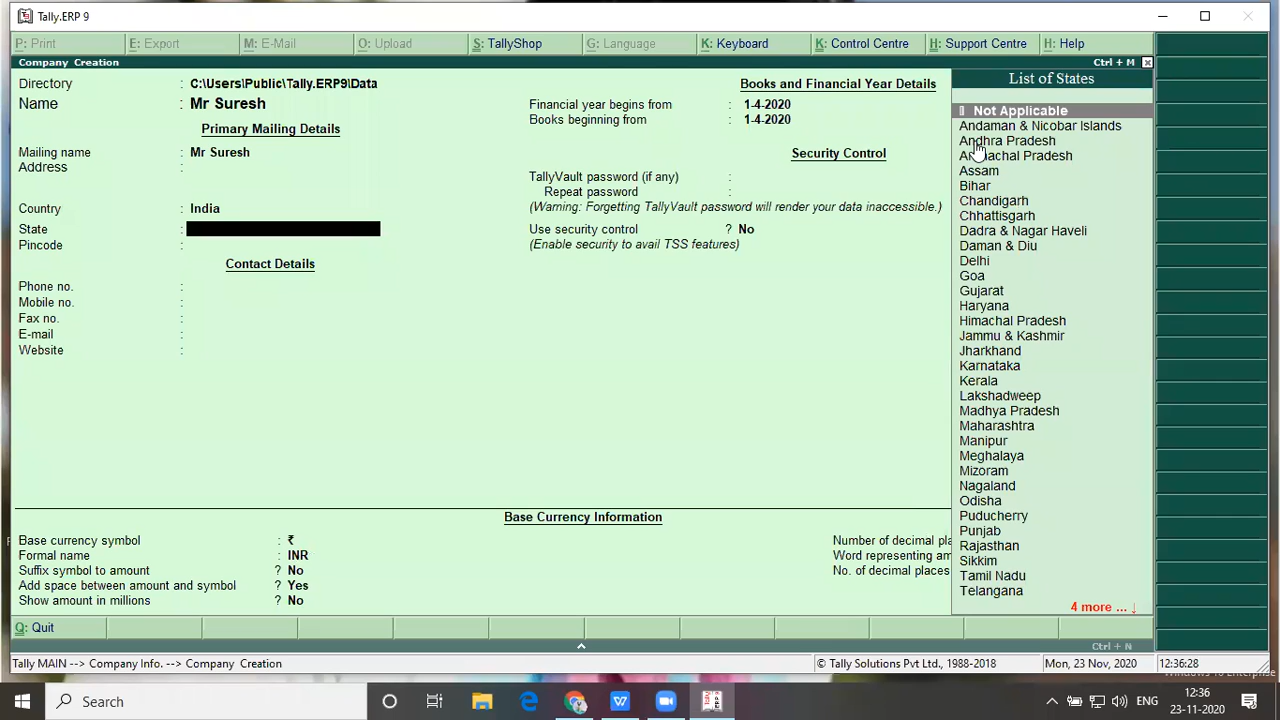 Tally.ERP 9
P: Print E: Export M: E-Mail O: Upload S: TallyShop G: Language K: Keyboard K: Control Centre H: Support Centre H: Help
Company Creation Ctrl + M
Directory : C:\Users\Public\Tally.ERP9\Data
Name : Mr Suresh
Primary Mailing Details
Mailing name : Mr Suresh
Address :
Country : India
State :
Pincode :
Contact Details
Phone no. :
Mobile no. :
Fax no. :
E-mail :
Website :
Books and Financial Year Details
Financial year begins from : 1-4-2020
Books beginning from : 1-4-2020
Security Control
TallyVault password (if any) :
Repeat password :
(Warning: Forgetting TallyVault password will render your data inaccessible.)
Use security control ? No
(Enable security to avail TSS features)
List of States
Not Applicable
Andaman & Nicobar Islands
Andhra Pradesh
Arunachal Pradesh
Assam
Bihar
Chandigarh
Chhattisgarh
Dadra & Nagar Haveli
Daman & Diu
Delhi
Goa
Gujarat
Haryana
Himachal Pradesh
Jammu & Kashmir
Jharkhand
Karnataka
Kerala
Lakshadweep
Madhya Pradesh
Maharashtra
Manipur
Meghalaya
Mizoram
Nagaland
Odisha
Puducherry
Punjab
Rajasthan
Sikkim
Tamil Nadu
Telangana
4 more ... ↓
Base Currency Information
Base currency symbol : ₹
Formal name : INR
Suffix symbol to amount ? No
Add space between amount and symbol ? Yes
Show amount in millions ? No
Number of decimal pla
Word representing am
No. of decimal places
Q: Quit
Ctrl + N
Tally MAIN --> Company Info. --> Company Creation © Tally Solutions Pvt Ltd., 1988-2018 Mon, 23 Nov, 2020 12:36:28
Search ENG 12:36
23-11-2020